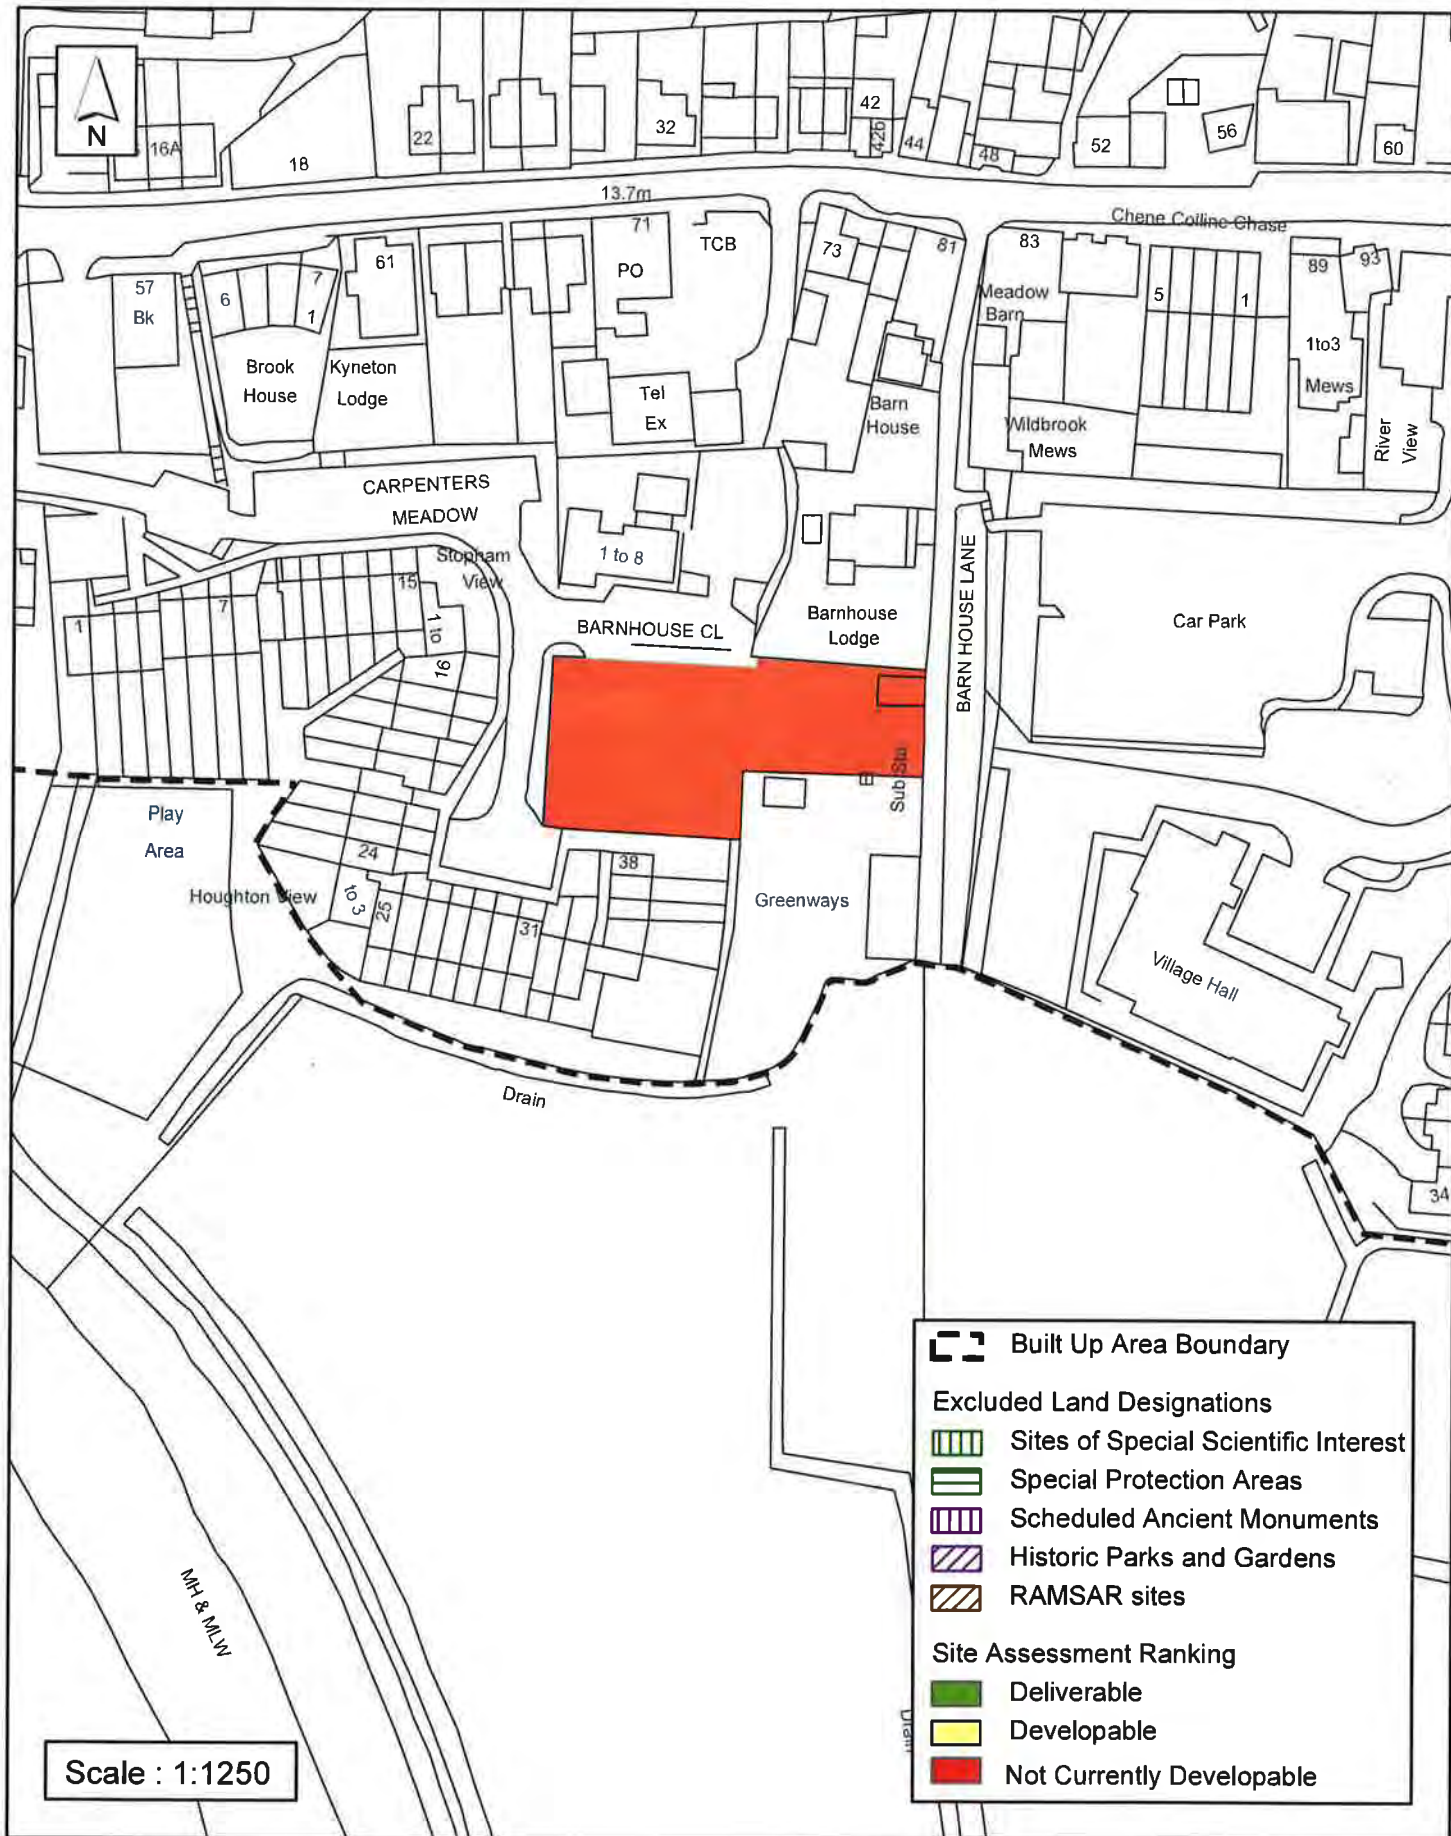 N
16A
18
22
32
42
42b
44
48
52
56
60
13.7m
Chene Colline Chase
57
Bk
6
7
1
61
71
PO
TCB
73
81
83
5
1
89
93
Meadow
Barn
1to3
Mews
Brook
House
Kyneton
Lodge
Tel
Ex
Barn
House
Wildbrook
Mews
River
View
CARPENTERS
MEADOW
Stopham
View
1 to 8
1
7
15
1 to
16
BARNHOUSE CL
Barnhouse
Lodge
BARN HOUSE LANE
Car Park
Sub Sta
Play
Area
24
to 3
25
31
38
Houghton View
Greenways
Village Hall
Drain
34
MH & MLW
Drain
Built Up Area Boundary
Excluded Land Designations
Sites of Special Scientific Interest
Special Protection Areas
Scheduled Ancient Monuments
Historic Parks and Gardens
RAMSAR sites
Site Assessment Ranking
Deliverable
Developable
Not Currently Developable
Scale : 1:1250